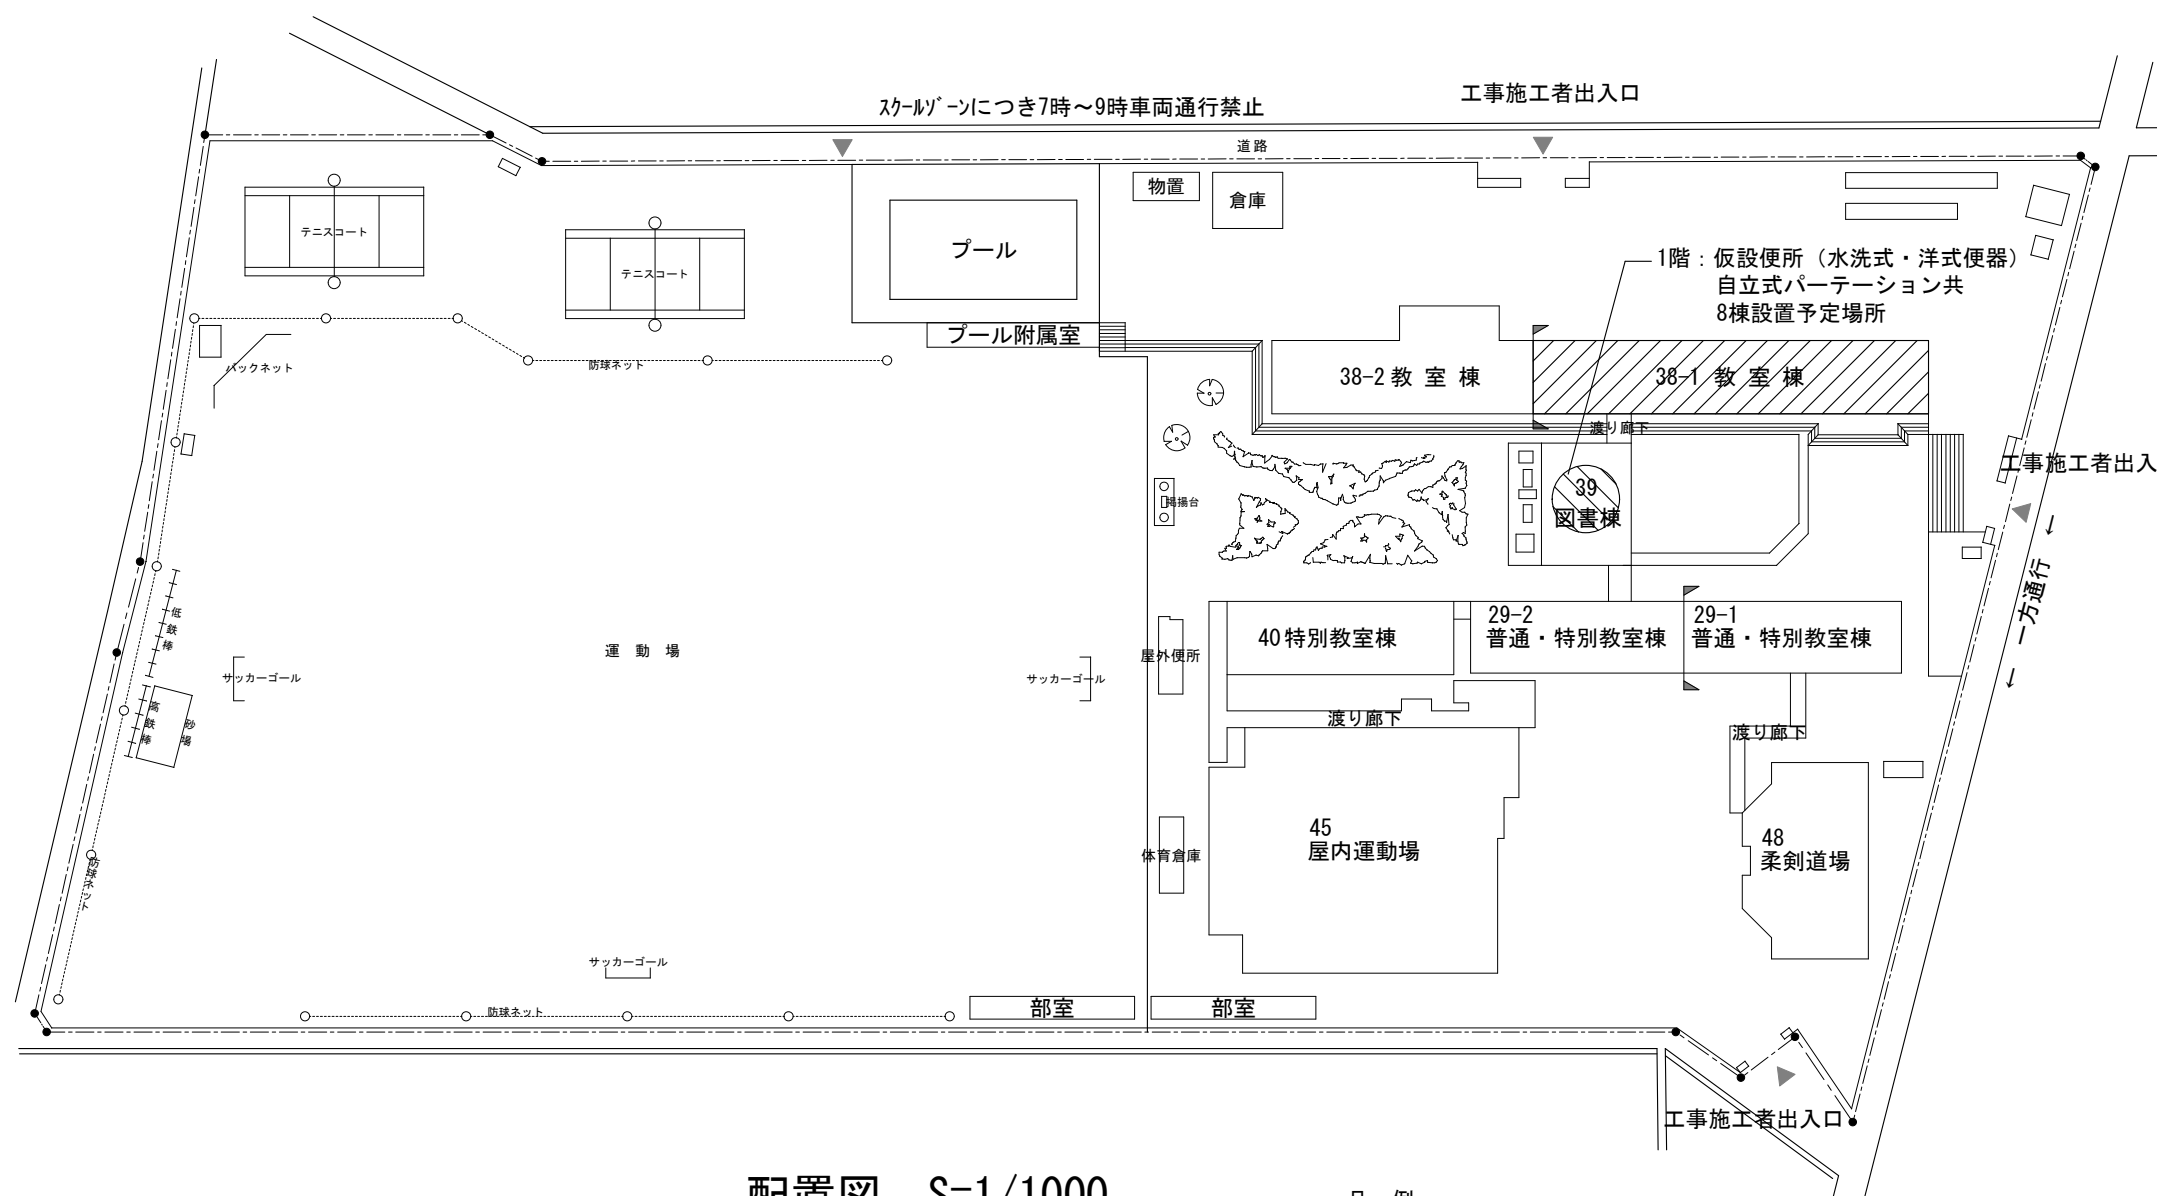 工事施工者出入口
スクールゾーンにつき7時～9時車両通行禁止
道路
物置
倉庫
テニスコート
テニスコート
プール
1階：仮設便所（水洗式・洋式便器）
自立式パーテーション共
8棟設置予定場所
プール附属室
バックネット
防球ネット
38-2 教 室 棟
38-1 教 室 棟
渡り廊下
工事施工者出入
39
図書棟
掲揚台
← 一方通行 ←
低鉄棒
運 動 場
サッカーゴール
サッカーゴール
屋外便所
40 特別教室棟
29-2
普通・特別教室棟
29-1
普通・特別教室棟
高鉄棒
砂場
渡り廊下
渡り廊下
45
屋内運動場
48
柔剣道場
体育倉庫
防球ネット
サッカーゴール
防球ネット
部室
部室
工事施工者出入口
配置図 S=1/1000
凡 例